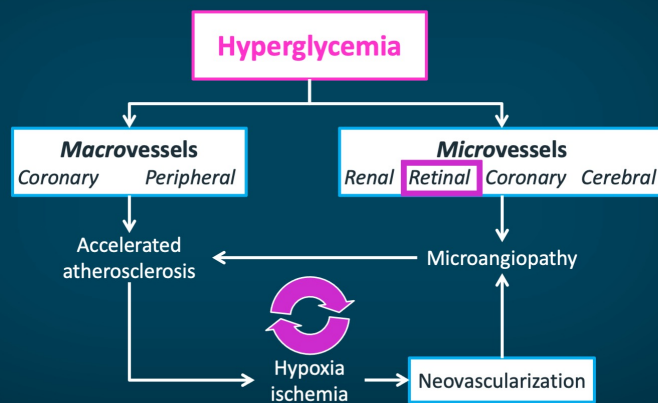 Hyperglycemia
Macrovessels
Coronary Peripheral
Microvessels
Renal Retinal Coronary Cerebral
Accelerated
atherosclerosis
Microangiopathy
Hypoxia
ischemia
Neovascularization